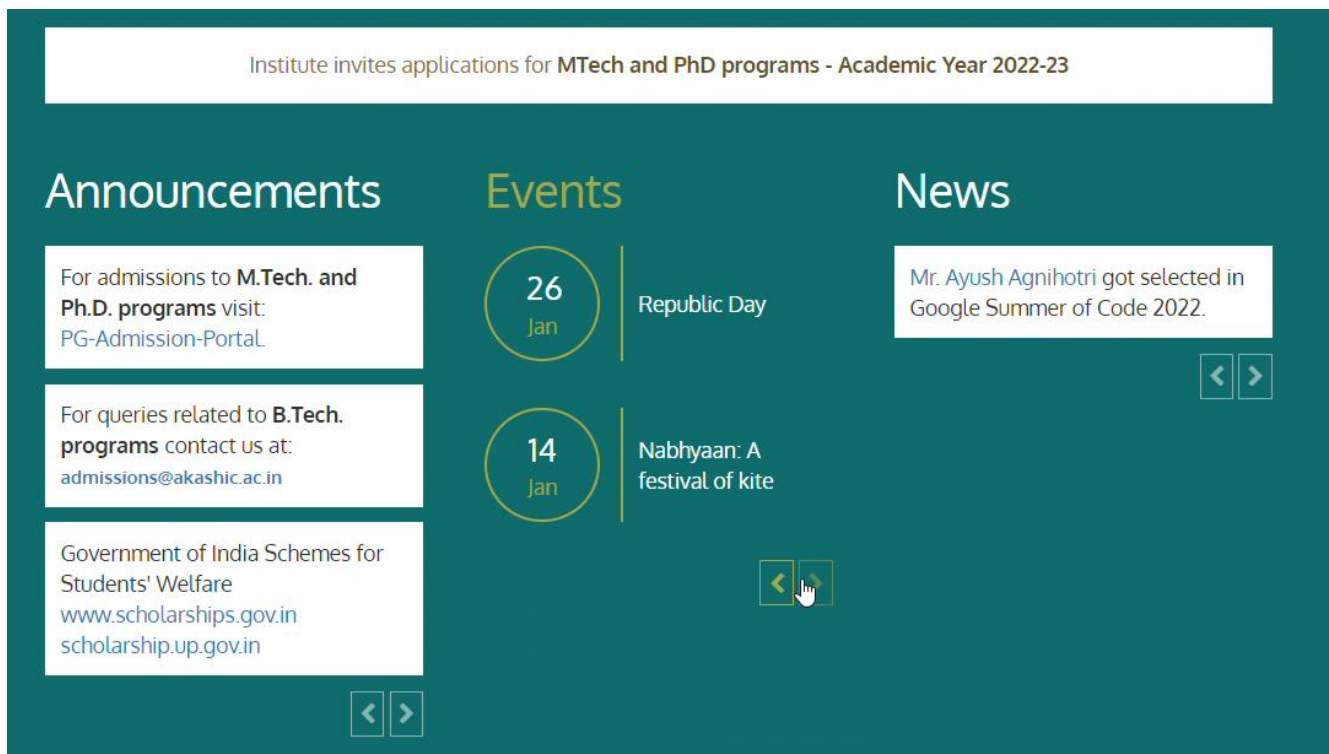 Institute invites applications for MTech and PhD programs - Academic Year 2022-23
Announcements
For admissions to M.Tech. and
Ph.D. programs visit:
PG-Admission-Portal.
For queries related to B.Tech.
programs contact us at:
admissions@akashic.ac.in
Government of India Schemes for
Students' Welfare
www.scholarships.gov.in
scholarship.up.gov.in
Events
26
Jan
Republic Day
14
Jan
Nabhyaan: A
festival of kite
News
Mr. Ayush Agnihotri got selected in
Google Summer of Code 2022.